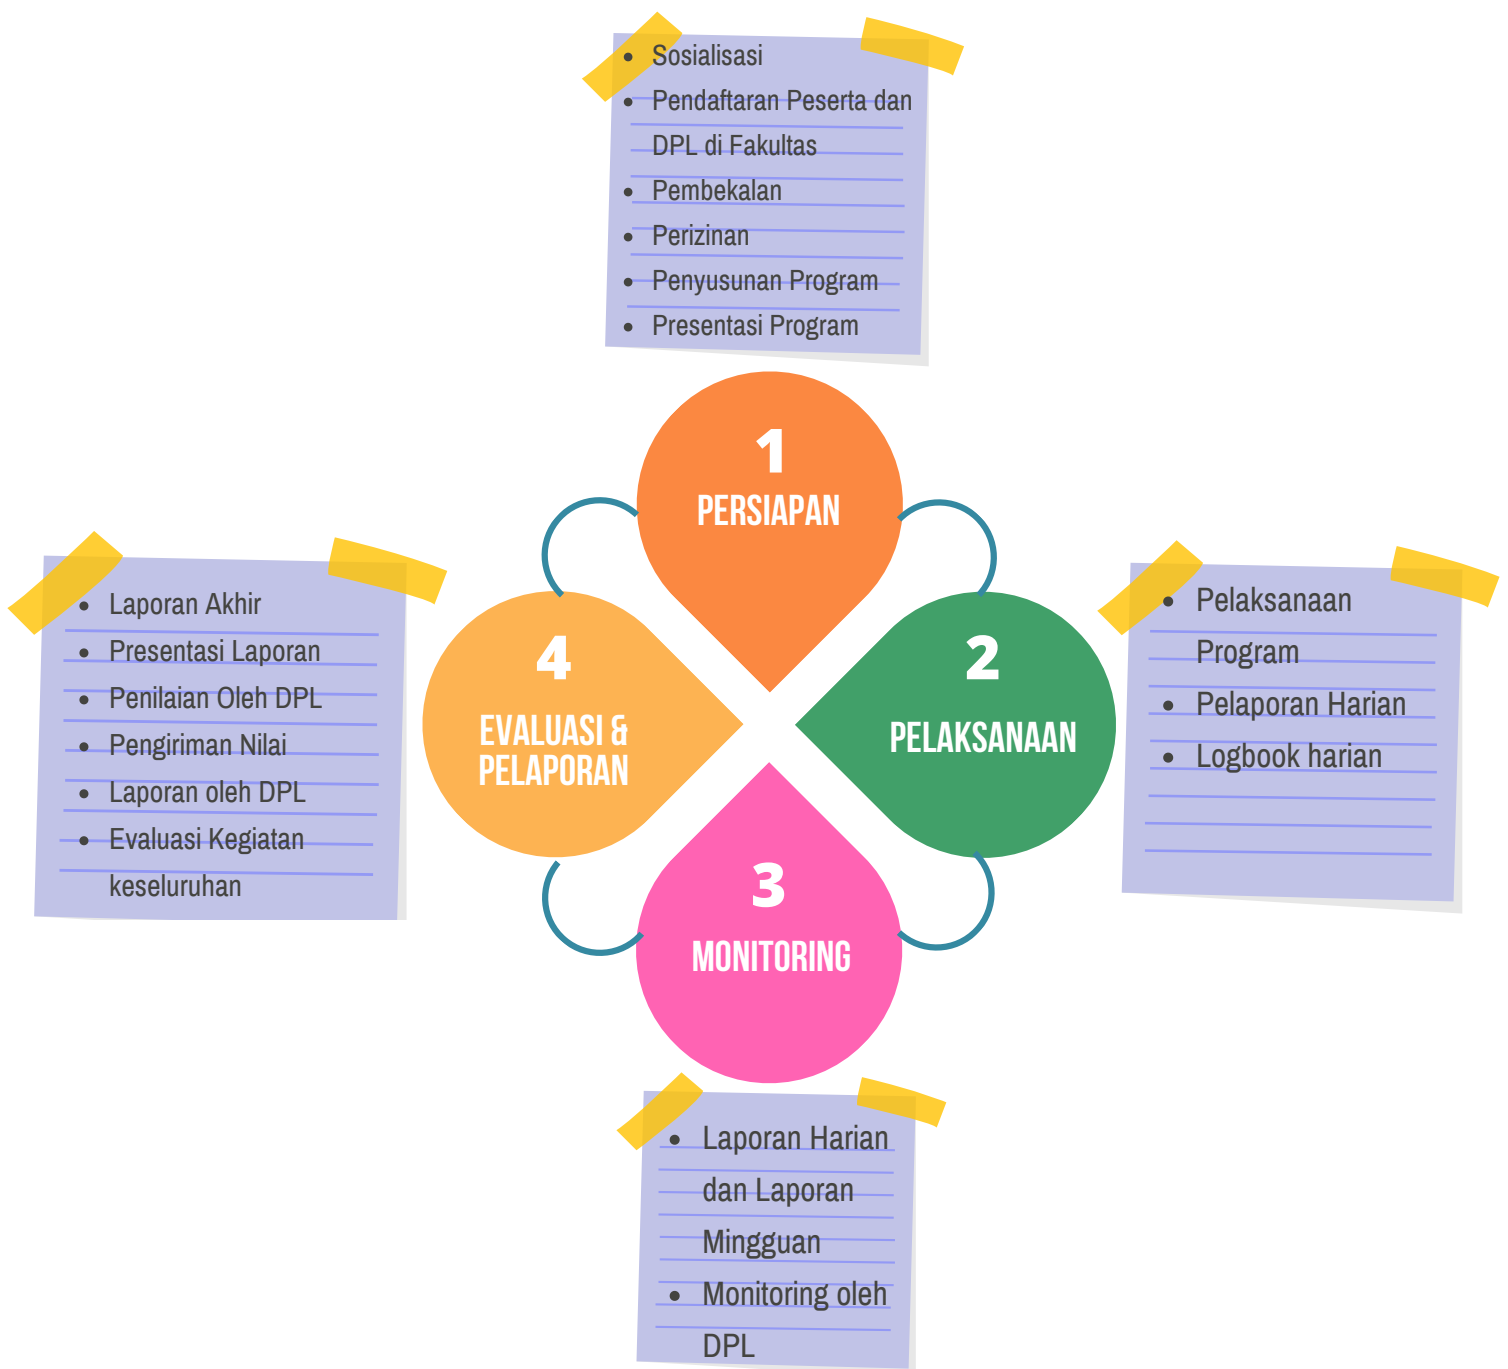 Sosialisasi
Pendaftaran Peserta dan
DPL di Fakultas
Pembekalan
Perizinan
Penyusunan Program
Presentasi Program
1
PERSIAPAN
2
PELAKSANAAN
Pelaksanaan
Program
Pelaporan Harian
Logbook harian
3
MONITORING
Laporan Harian
dan Laporan
Mingguan
Monitoring oleh
DPL
4
EVALUASI &
PELAPORAN
Laporan Akhir
Presentasi Laporan
Penilaian Oleh DPL
Pengiriman Nilai
Laporan oleh DPL
Evaluasi Kegiatan
keseluruhan